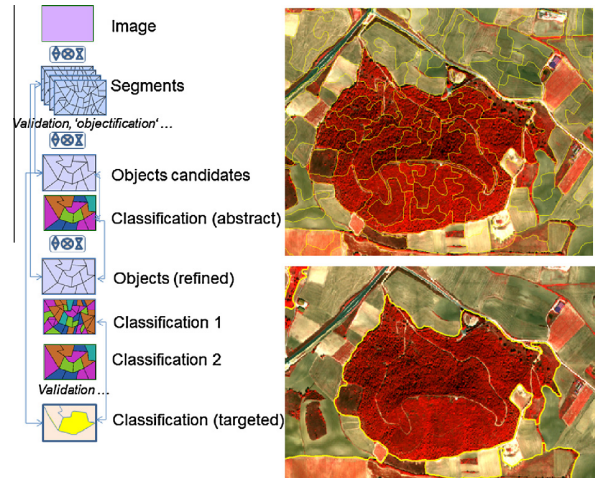 Image
Segments
Validation, 'objectification' ...
Objects candidates
Classification (abstract)
Objects (refined)
Classification 1
Classification 2
Validation ...
Classification (targeted)